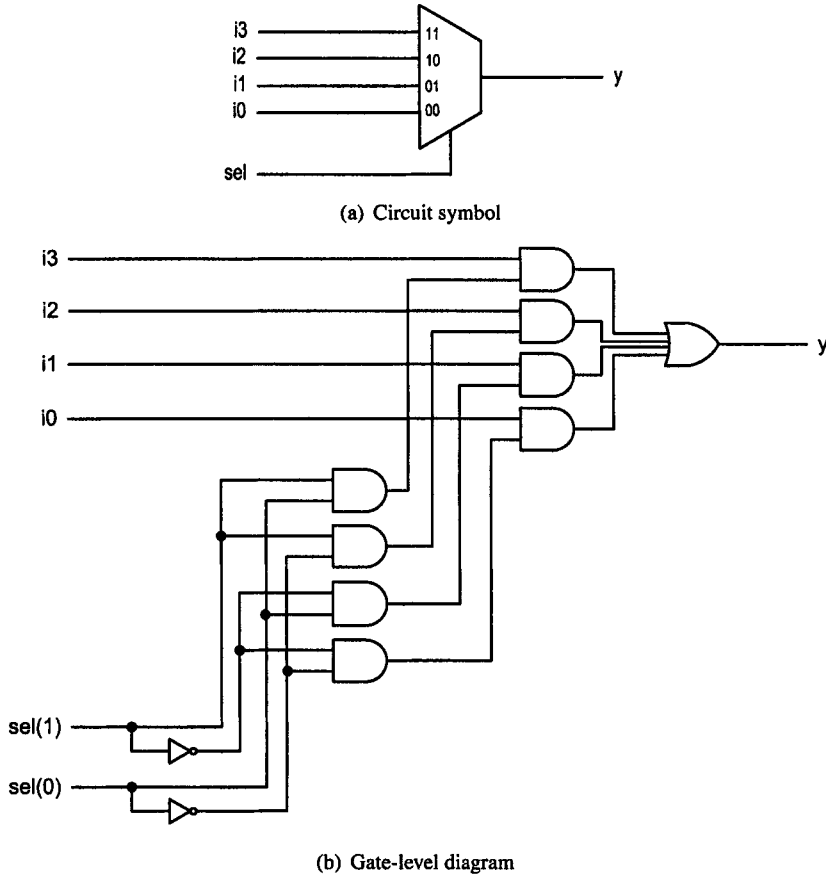 i3
11
i2
10
i1
01
y
i0
00
sel
(a) Circuit symbol
i3
i2
y
i1
i0
sel(1)
sel(0)
(b) Gate-level diagram